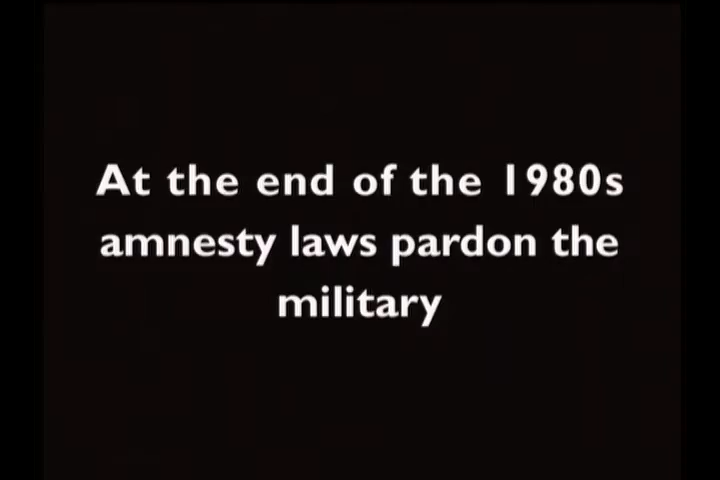 At the end of the 1980s
amnesty laws pardon the
military